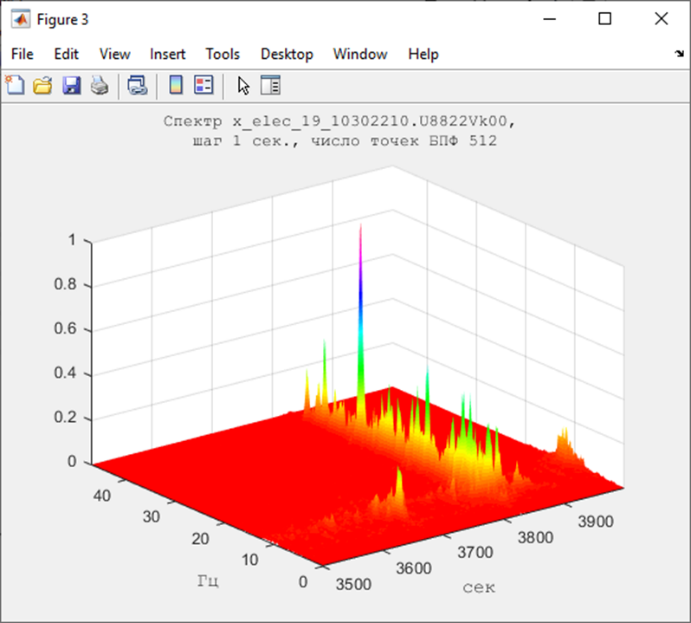 Figure 3
File Edit View Insert Tools Desktop Window Help
Спектр x_elec_19_10302210.U8822Vk00,
шаг 1 сек., число точек БПФ 512
1
0.8
0.6
0.4
0.2
0
40
30
20
10
0
3500
3600
3700
3800
3900
Гц
сек